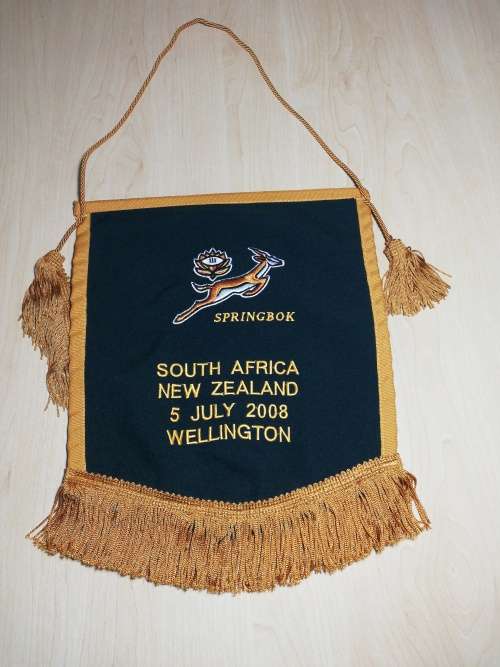 SPRINGBOK
SOUTH AFRICA
NEW ZEALAND
5 JULY 2008
WELLINGTON